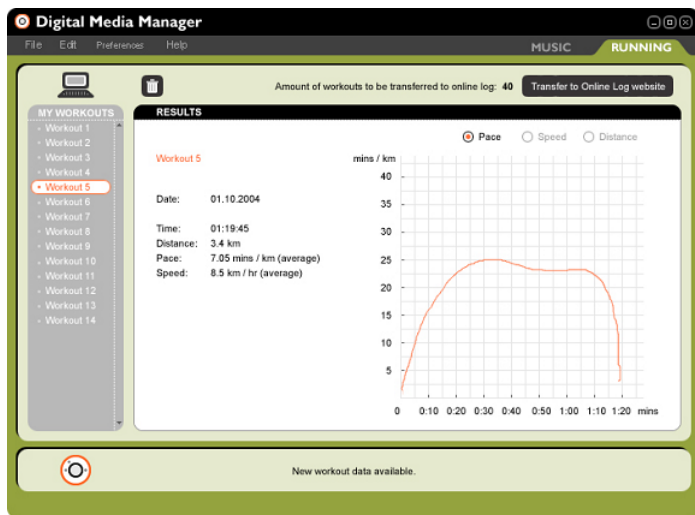 Digital Media Manager
File Edit Preferences Help
MUSIC RUNNING
Amount of workouts to be transferred to online log: 40 Transfer to Online Log website
MY WORKOUTS
Workout 1
Workout 2
Workout 3
Workout 4
Workout 5
Workout 6
Workout 7
Workout 8
Workout 9
Workout 10
Workout 11
Workout 12
Workout 13
Workout 14
RESULTS
Pace Speed Distance
Workout 5
Date: 01.10.2004
Time: 01:19:45
Distance: 3.4 km
Pace: 7.05 mins / km (average)
Speed: 8.5 km / hr (average)
mins / km
40
35
30
25
20
15
10
5
0 0:10 0:20 0:30 0:40 0:50 1:00 1:10 1:20 mins
New workout data available.